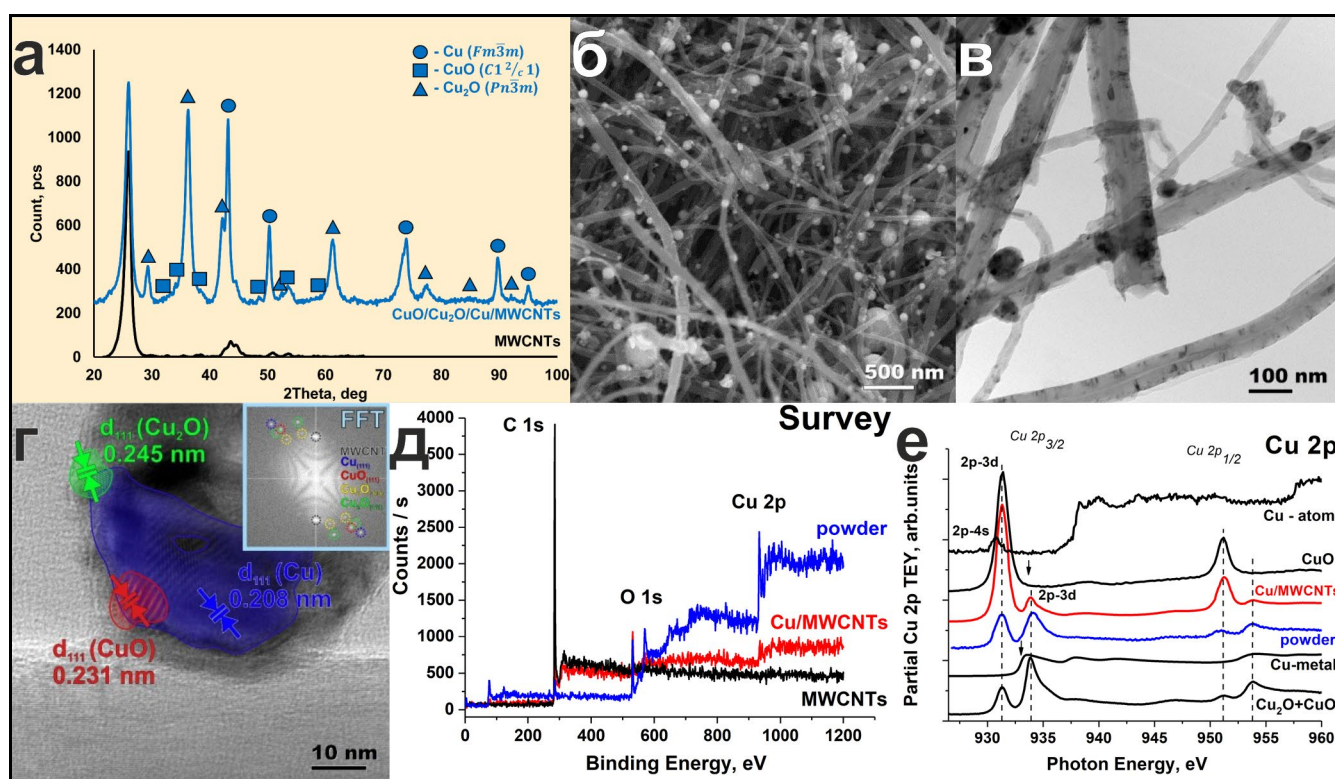 а
1400
1200
1000
800
600
400
200
0
Count, pcs
- Cu (Fm3̅m)
- CuO (C1 ²/c 1)
- Cu₂O (Pn3̅m)
CuO/Cu₂O/Cu/MWCNTs
MWCNTs
20 30 40 50 60 70 80 90 100
2Theta, deg
б
500 nm
в
100 nm
г
d₁₁₁ (Cu₂O)
0.245 nm
d₁₁₁ (Cu)
0.208 nm
d₁₁₁ (CuO)
0.231 nm
FFT
MWCNT
Cu₍₁₁₁₎
CuO₍₁₁₁₎
10 nm
д
Survey
4000
3500
3000
2500
2000
1500
1000
500
0
Counts / s
C 1s
O 1s
Cu 2p
powder
Cu/MWCNTs
MWCNTs
0 200 400 600 800 1000 1200
Binding Energy, eV
е
Cu 2p₃/₂
Cu 2p₁/₂
Cu 2p
2p-3d
2p-4s
2p-3d
Cu - atom
CuO
Cu/MWCNTs
powder
Cu-metal
Cu₂O+CuO
Partial Cu 2p TEY, arb.units
930 935 940 945 950 955 960
Photon Energy, eV